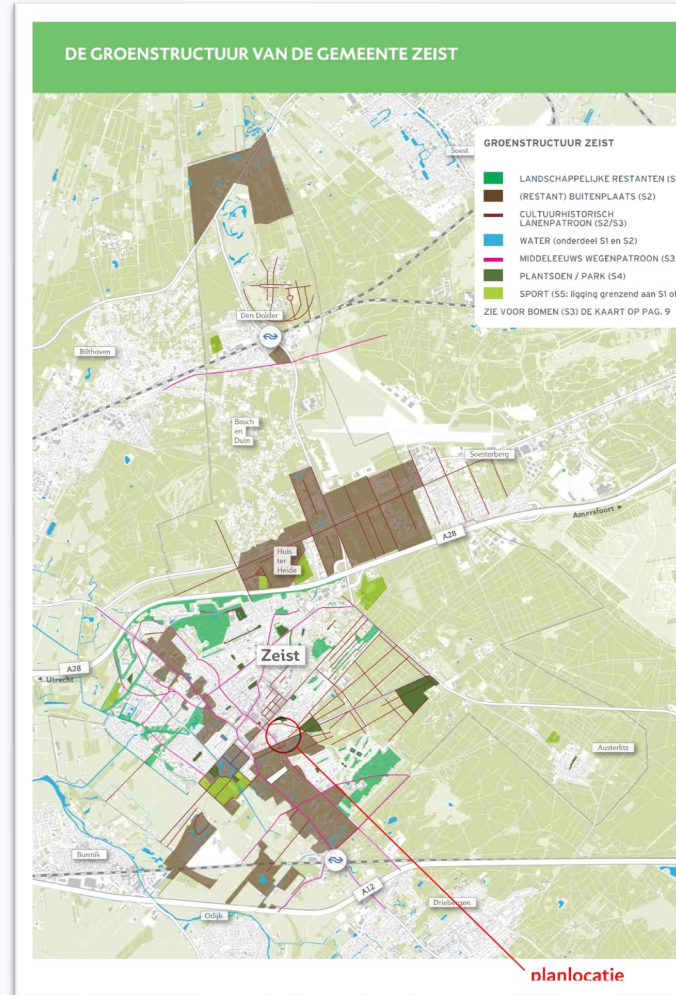 DE GROENSTRUCTUUR VAN DE GEMEENTE ZEIST
Soest
GROENSTRUCTUUR ZEIST
LANDSCHAPPELIJKE RESTANTEN (S
(RESTANT) BUITENPLAATS (S2)
CULTUURHISTORISCH
LANENPATROON (S2/S3)
WATER (onderdeel S1 en S2)
MIDDELEEUWS WEGENPATROON (S3
PLANTSOEN / PARK (S4)
SPORT (S5: ligging grenzend aan S1 of
ZIE VOOR BOMEN (S3) DE KAART OP PAG. 9
Den Dolder
Bilthoven
Bosch
en
Duin
Soesterberg
Amersfoort
A28
Huis
ter
Heide
Zeist
A28
Utrecht
Austerlitz
Bunnik
A12
Driebergen
Odijk
planlocatie